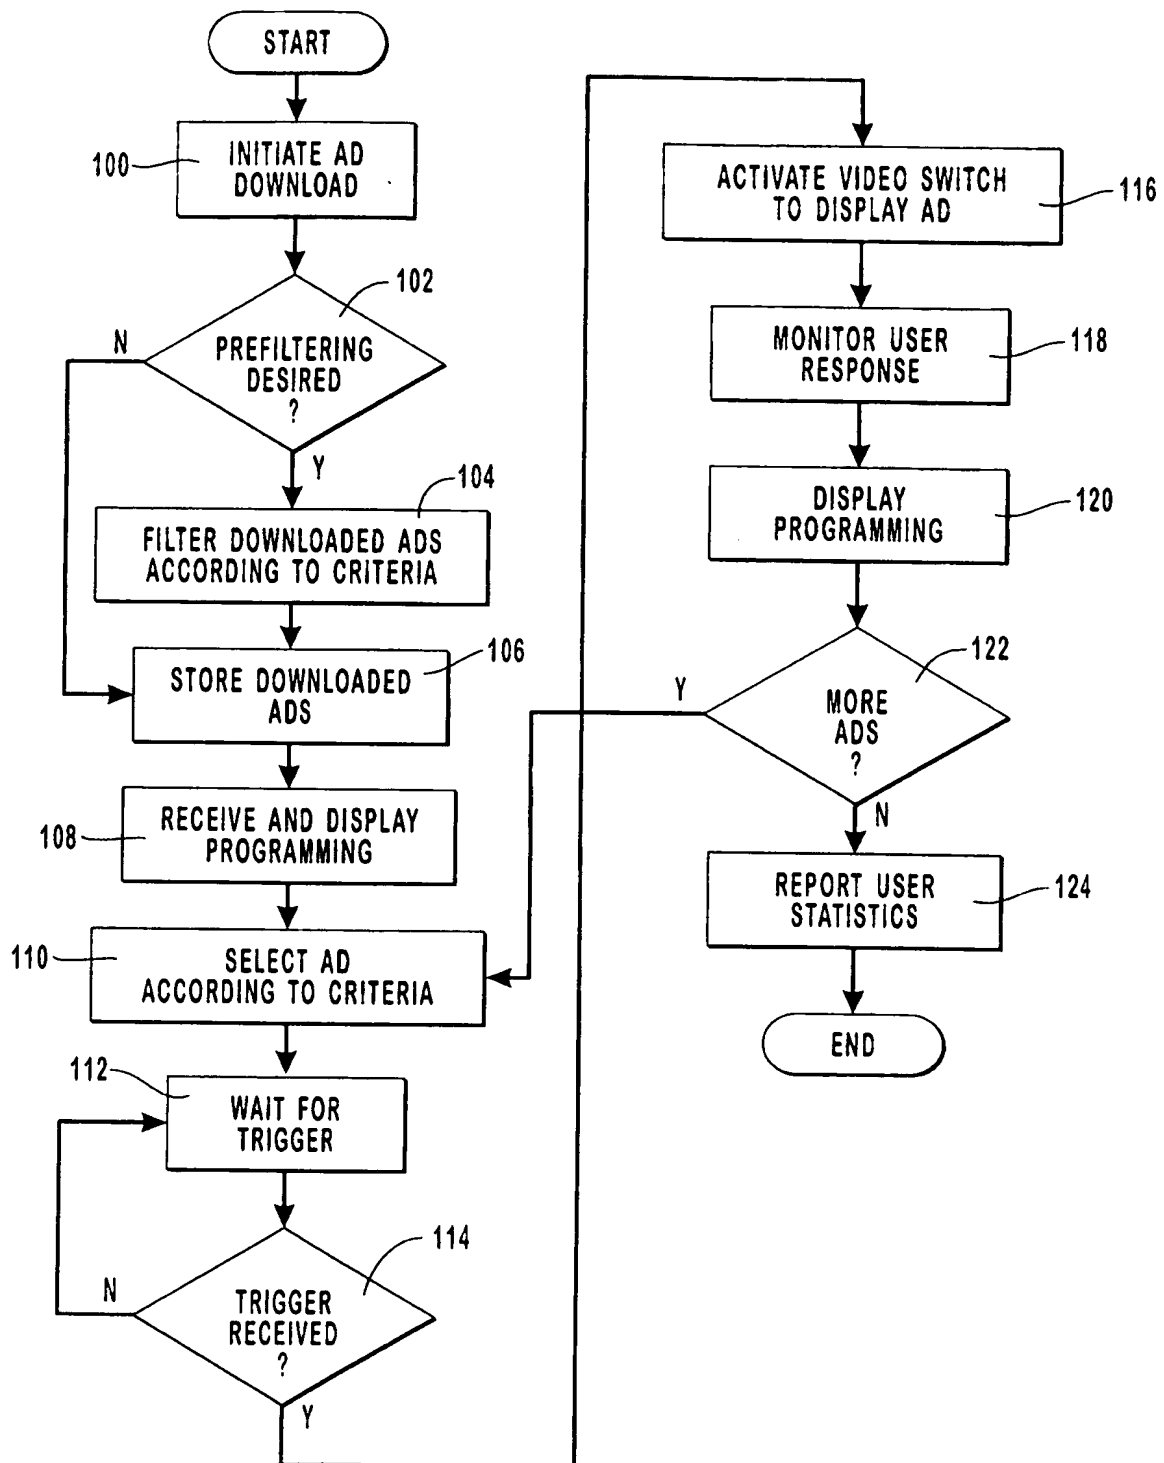 START
100
INITIATE AD
DOWNLOAD
102
N
PREFILTERING
DESIRED
?
Y
104
FILTER DOWNLOADED ADS
ACCORDING TO CRITERIA
106
STORE DOWNLOADED
ADS
108
RECEIVE AND DISPLAY
PROGRAMMING
110
SELECT AD
ACCORDING TO CRITERIA
112
WAIT FOR
TRIGGER
114
N
TRIGGER
RECEIVED
?
Y
ACTIVATE VIDEO SWITCH
TO DISPLAY AD
116
MONITOR USER
RESPONSE
118
DISPLAY
PROGRAMMING
120
122
Y
MORE
ADS
?
N
REPORT USER
STATISTICS
124
END